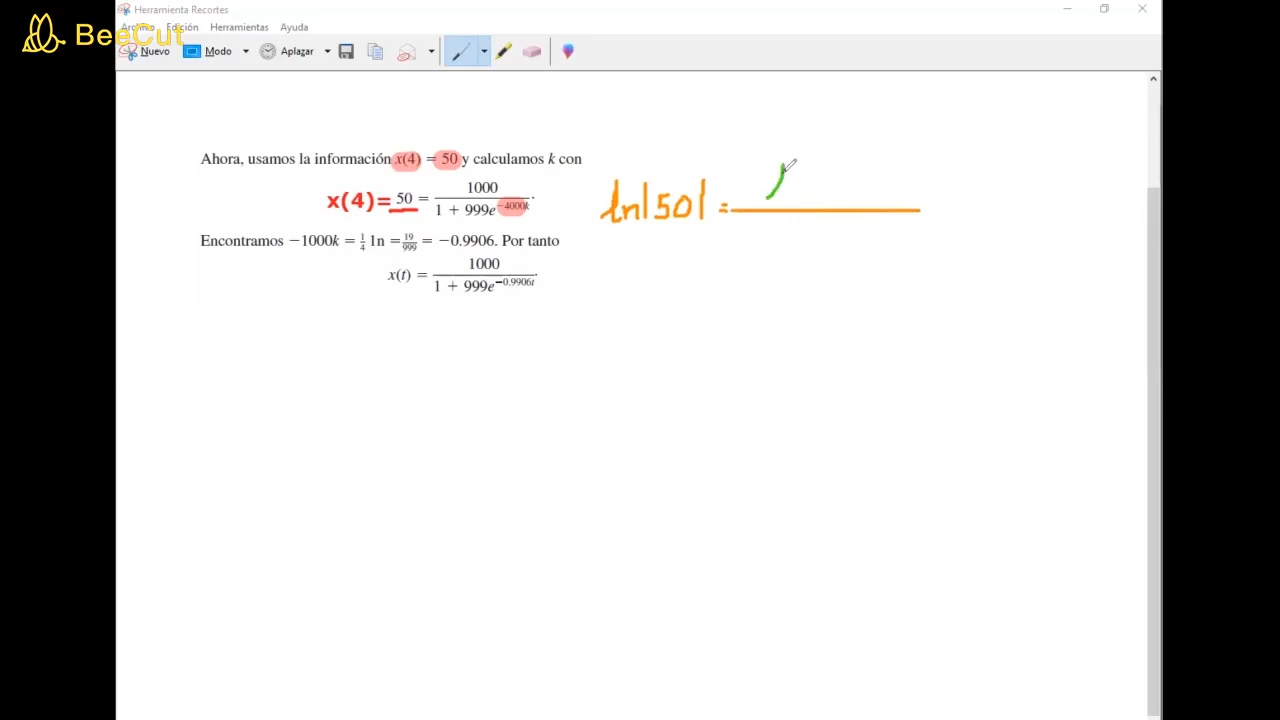 Herramienta Recortes
Archivo Edición Herramientas Ayuda
BeeCut
Nuevo Modo Aplazar
Ahora, usamos la información x(4) = 50 y calculamos k con
x(4)= 50 = 1000 / 1 + 999e^−4000k .
ln|50| =
Encontramos −1000k = 1/4 ln = 19/999 = −0.9906. Por tanto
x(t) = 1000 / 1 + 999e^−0.9906t .